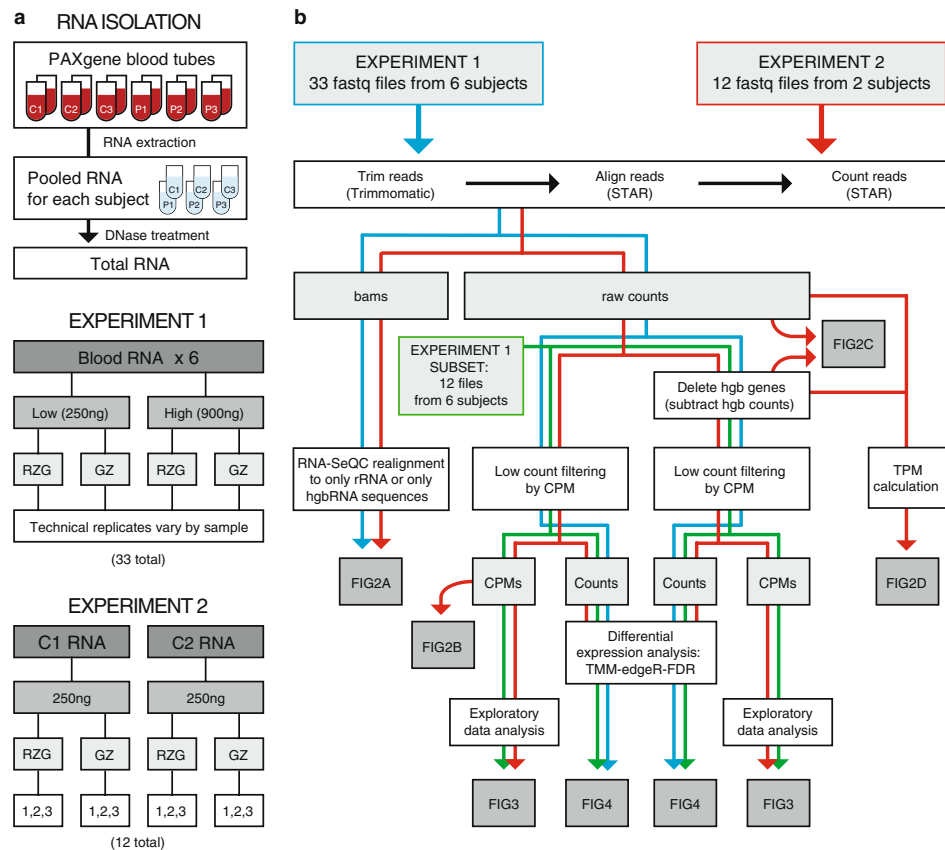 a
RNA ISOLATION
PAXgene blood tubes
C1 C2 C3 P1 P2 P3
RNA extraction
Pooled RNA
for each subject
C1 C2 C3
P1 P2 P3
DNase treatment
Total RNA
EXPERIMENT 1
Blood RNA x 6
Low (250ng) High (900ng)
RZG GZ RZG GZ
Technical replicates vary by sample
(33 total)
EXPERIMENT 2
C1 RNA C2 RNA
250ng 250ng
RZG GZ RZG GZ
1,2,3 1,2,3 1,2,3 1,2,3
(12 total)
b
EXPERIMENT 1
33 fastq files from 6 subjects
EXPERIMENT 2
12 fastq files from 2 subjects
Trim reads
(Trimmomatic)
Align reads
(STAR)
Count reads
(STAR)
bams
raw counts
EXPERIMENT 1
SUBSET:
12 files
from 6 subjects
FIG2C
Delete hgb genes
(subtract hgb counts)
RNA-SeQC realignment
to only rRNA or only
hgbRNA sequences
Low count filtering
by CPM
Low count filtering
by CPM
TPM
calculation
FIG2A
CPMs
Counts
Counts
CPMs
FIG2D
FIG2B
Differential
expression analysis:
TMM-edgeR-FDR
Exploratory
data analysis
Exploratory
data analysis
FIG3
FIG4
FIG4
FIG3